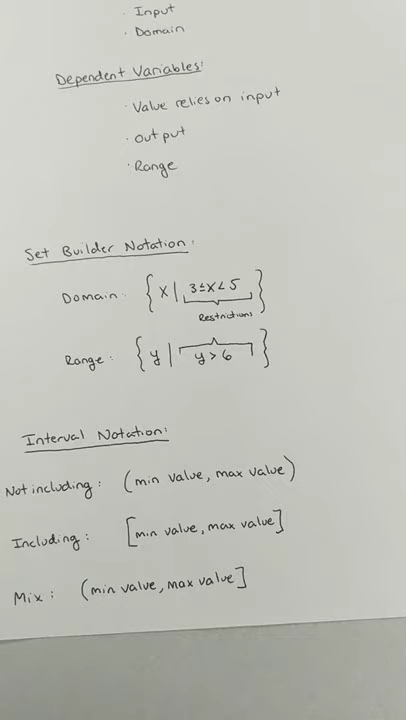 · Input
· Domain
Dependent Variables:
· Value relies on input
· output
· Range
Set Builder Notation:
Domain: {x | 3≤x<5}
Restrictions
Range: {y | y>6}
Interval Notation:
Not including: (min value, max value)
Including: [min value, max value]
Mix: (min value, max value]